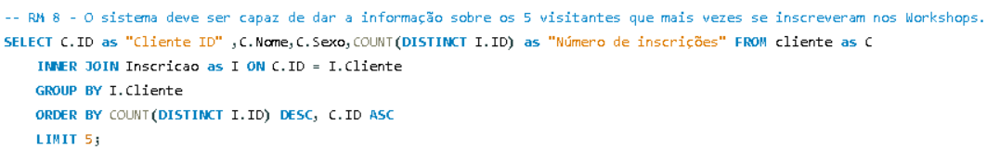 -- RM 8 - O sistema deve ser capaz de dar a informação sobre os 5 visitantes que mais vezes se inscreveram nos Workshops.
SELECT C.ID as "Cliente ID" ,C.Nome,C.Sexo,COUNT(DISTINCT I.ID) as "Número de inscrições" FROM cliente as C
INNER JOIN Inscricao as I ON C.ID = I.Cliente
GROUP BY I.Cliente
ORDER BY COUNT(DISTINCT I.ID) DESC, C.ID ASC
LIMIT 5;